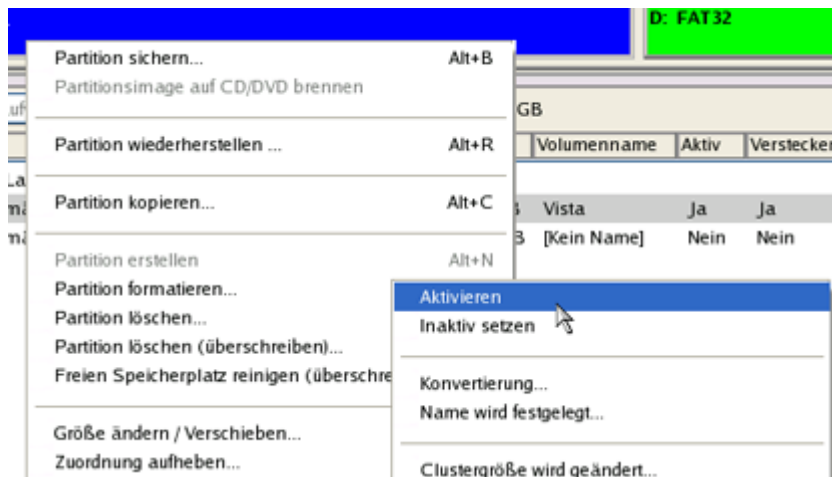 D: FAT32
Partition sichern... Alt+B
Partitionsimage auf CD/DVD brennen
GB
Partition wiederherstellen ... Alt+R
Volumenname Aktiv
Partition kopieren... Alt+C
Vista Ja Ja
[Kein Name] Nein Nein
Partition erstellen Alt+N
Partition formatieren...
Aktivieren
Partition löschen...
Inaktiv setzen
Partition löschen (überschreiben)...
Freien Speicherplatz reinigen
Konvertierung...
Name wird festgelegt...
Größe ändern / Verschieben...
Zuordnung aufheben...
Clustergröße wird geändert...